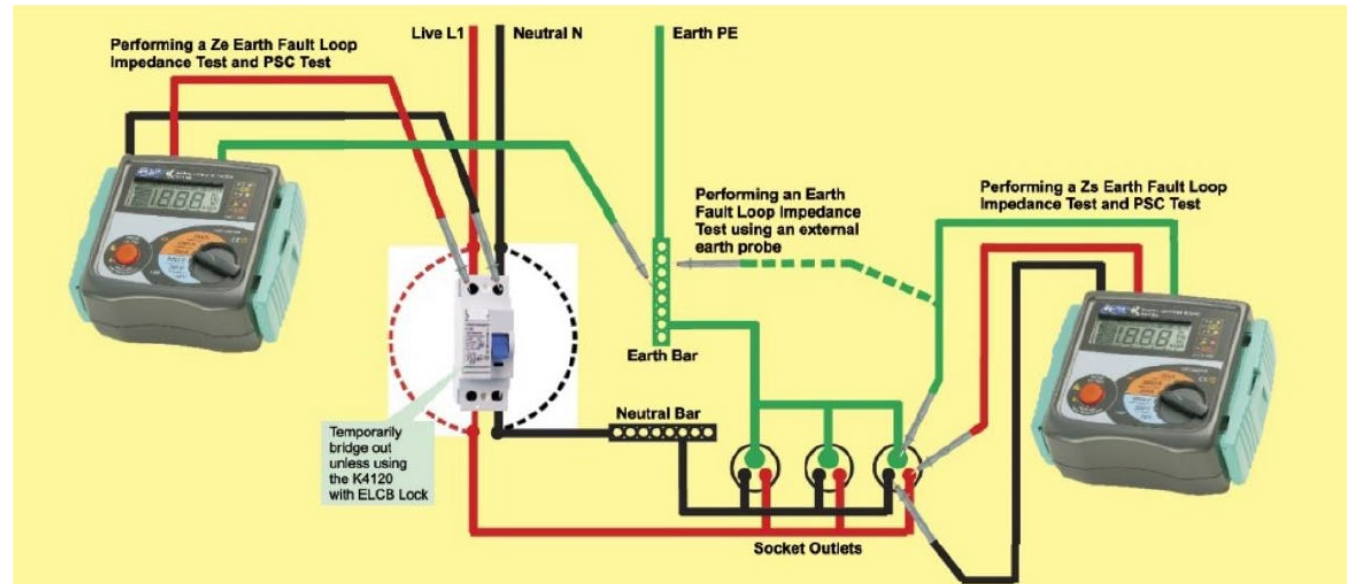 Performing a Ze Earth Fault Loop
Impedance Test and PSC Test
Live L1
Neutral N
Earth PE
Performing an Earth
Fault Loop Impedance
Test using an external
earth probe
Performing a Zs Earth Fault Loop
Impedance Test and PSC Test
Earth Bar
Neutral Bar
Temporarily
bridge out
unless using
the K4120
with ELCB Lock
Socket Outlets